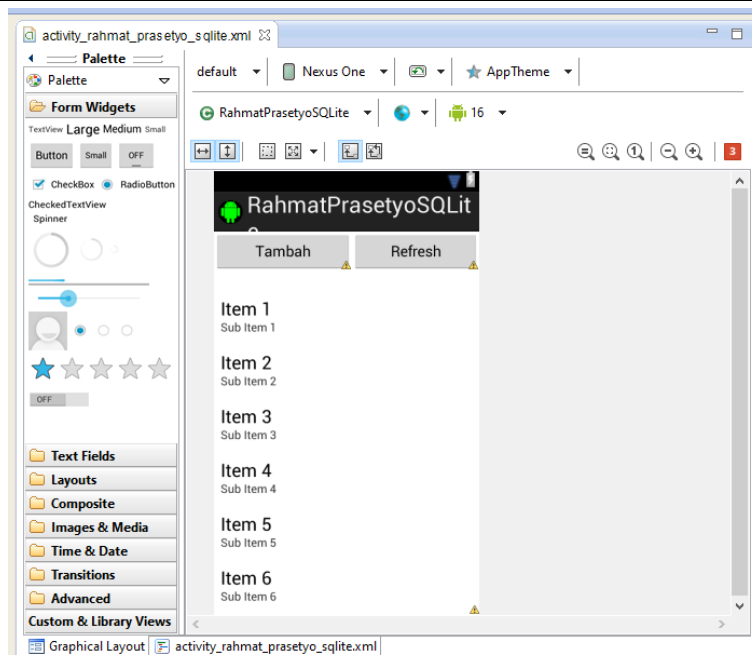 activity_rahmat_prasetyo_sqlite.xml
Palette
Palette
default Nexus One AppTheme
RahmatPrasetyoSQLite 16
Form Widgets
TextView Large Medium Small
Button Small OFF
CheckBox RadioButton
CheckedTextView
Spinner
OFF
Text Fields
Layouts
Composite
Images & Media
Time & Date
Transitions
Advanced
Custom & Library Views
1
3
RahmatPrasetyoSQLit
Tambah Refresh
Item 1
Sub Item 1
Item 2
Sub Item 2
Item 3
Sub Item 3
Item 4
Sub Item 4
Item 5
Sub Item 5
Item 6
Sub Item 6
Graphical Layout activity_rahmat_prasetyo_sqlite.xml